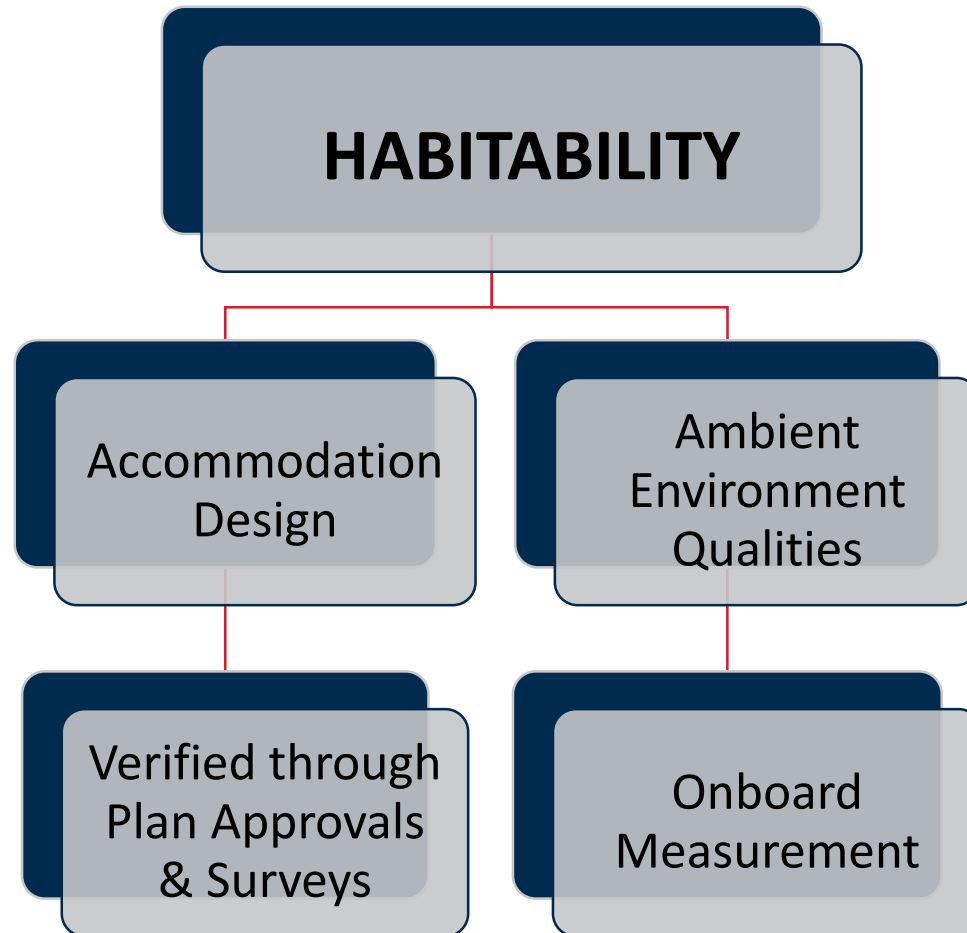 HABITABILITY
Accommodation
Design
Ambient
Environment
Qualities
Verified through
Plan Approvals
& Surveys
Onboard
Measurement